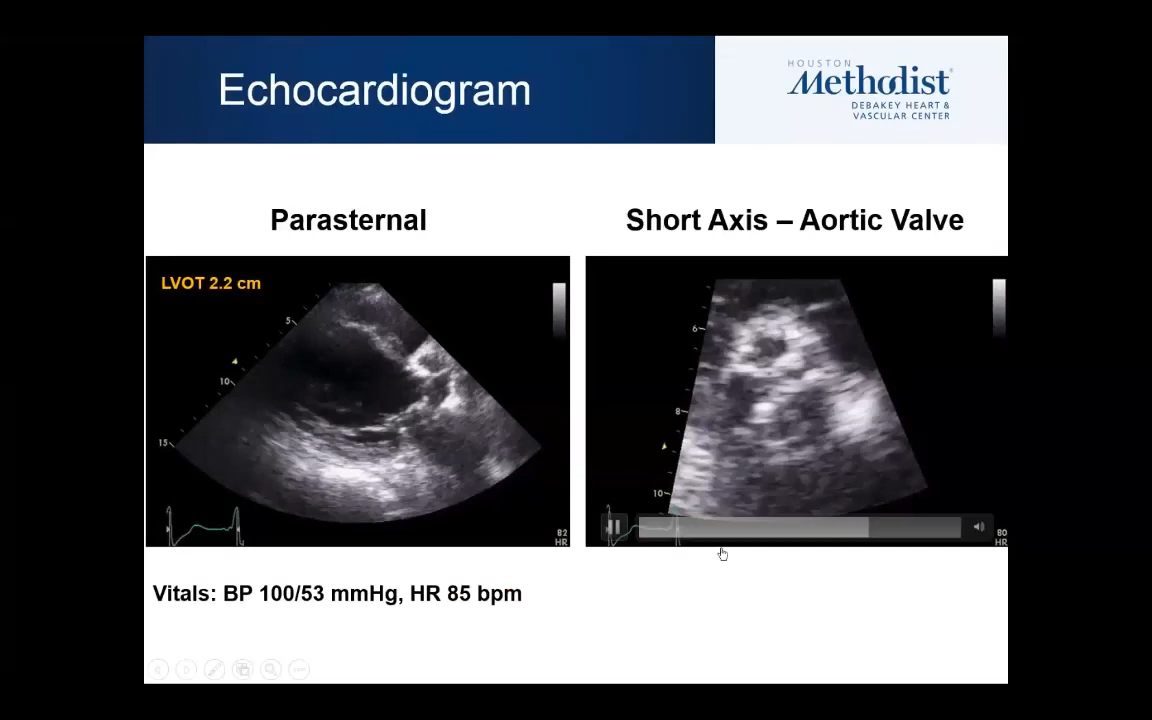 Echocardiogram
HOUSTON
Methodist®
DEBAKEY HEART &
VASCULAR CENTER
Parasternal
Short Axis – Aortic Valve
LVOT 2.2 cm
5
10
15
82
HR
6
8
10
80
HR
Vitals: BP 100/53 mmHg, HR 85 bpm